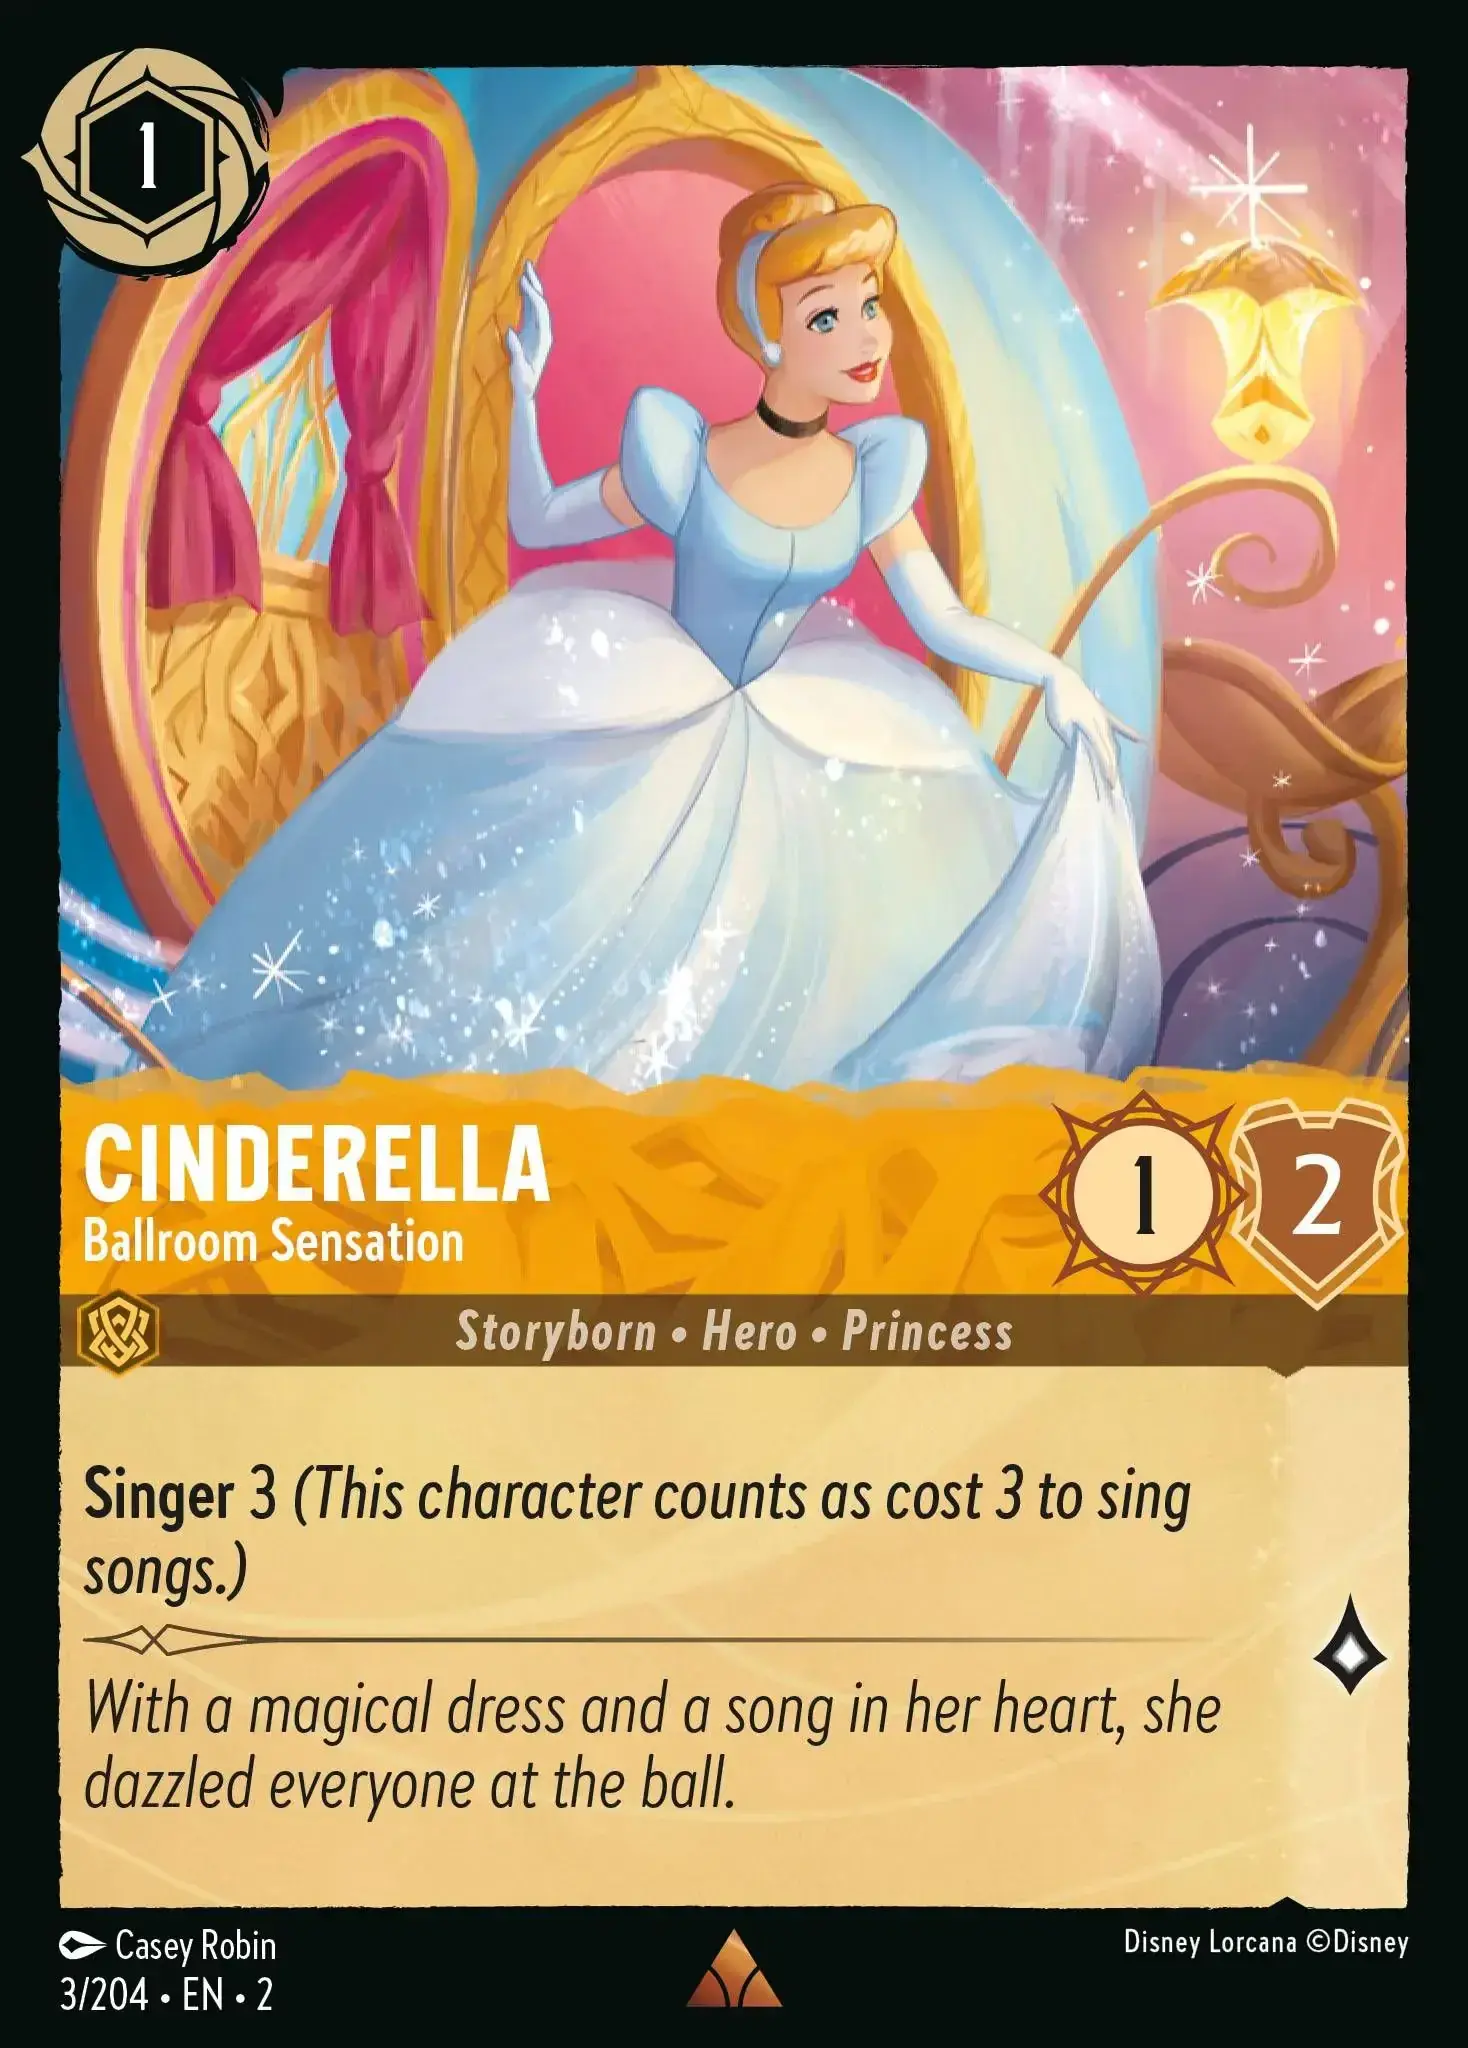 1
CINDERELLA
Ballroom Sensation
1
2
Storyborn • Hero • Princess
Singer 3 (This character counts as cost 3 to sing
songs.)
With a magical dress and a song in her heart, she
dazzled everyone at the ball.
Casey Robin
3/204 • EN • 2
Disney Lorcana ©Disney